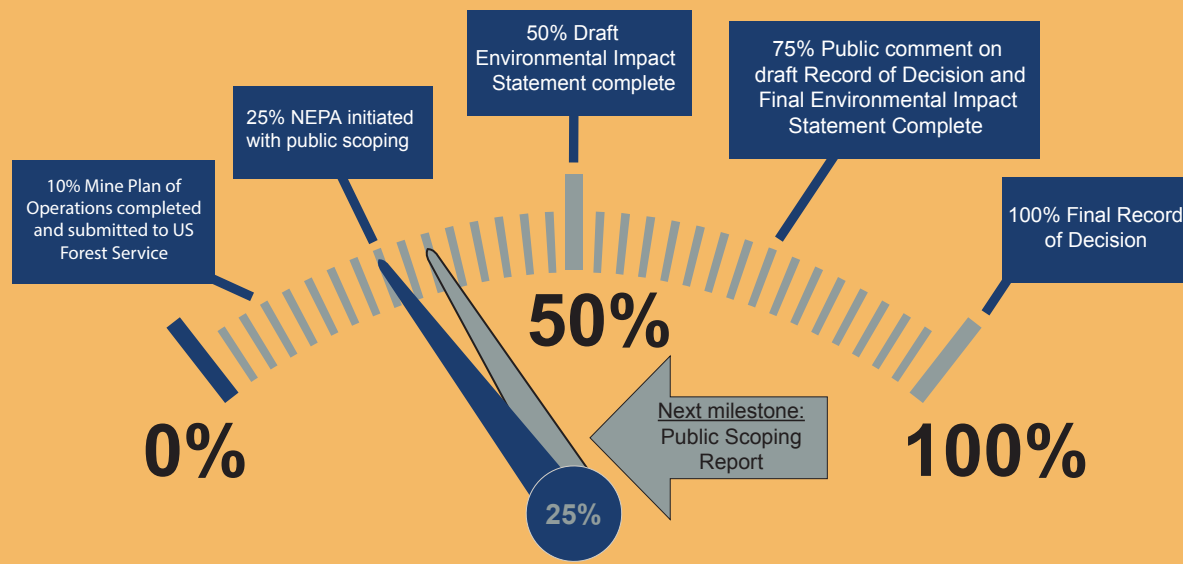 10% Mine Plan of
Operations completed
and submitted to US
Forest Service
25% NEPA initiated
with public scoping
50% Draft
Environmental Impact
Statement complete
75% Public comment on
draft Record of Decision and
Final Environmental Impact
Statement Complete
100% Final Record
of Decision
0%
50%
100%
Next milestone:
Public Scoping
Report
25%